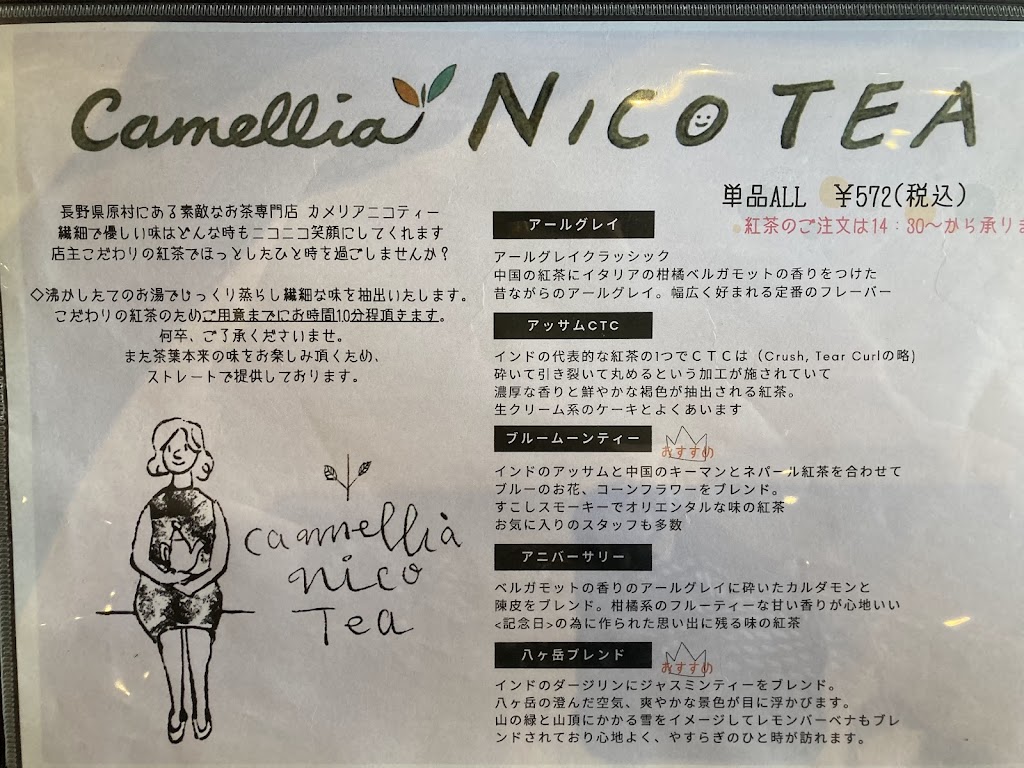 Camellia NICO TEA
単品ALL ¥572(税込)
紅茶のご注文は14:30〜から承りま
長野県原村にある素敵なお茶専門店 カメリアニコティー
繊細で優しい味はどんな時もニコニコ笑顔にしてくれます
店主こだわりの紅茶でほっとしたひと時を過ごしませんか?
◇沸かしたてのお湯でじっくり蒸らし繊細な味を抽出いたします。
こだわりの紅茶のためご用意までにお時間10分程頂きます。
何卒、ご了承くださいませ。
また茶葉本来の味をお楽しみ頂くため、
ストレートで提供しております。
camellia
nico
Tea
アールグレイ
アールグレイクラッシック
中国の紅茶にイタリアの柑橘ベルガモットの香りをつけた
昔ながらのアールグレイ。幅広く好まれる定番のフレーバー
アッサムCTC
インドの代表的な紅茶の1つでCTCは(Crush, Tear Curlの略)
砕いて引き裂いて丸めるという加工が施されていて
濃厚な香りと鮮やかな褐色が抽出される紅茶。
生クリーム系のケーキとよくあいます
ブルームーンティー おすすめ
インドのアッサムと中国のキーマンとネパール紅茶を合わせて
ブルーのお花、コーンフラワーをブレンド。
すこしスモーキーでオリエンタルな味の紅茶
お気に入りのスタッフも多数
アニバーサリー
ベルガモットの香りのアールグレイに砕いたカルダモンと
陳皮をブレンド。柑橘系のフルーティーな甘い香りが心地いい
<記念日>の為に作られた思い出に残る味の紅茶
八ヶ岳ブレンド おすすめ
インドのダージリンにジャスミンティーをブレンド。
八ヶ岳の澄んだ空気、爽やかな景色が目に浮かびます。
山の緑と山頂にかかる雪をイメージしてレモンバーベナもブレ
ンドされており心地よく、やすらぎのひと時が訪れます。